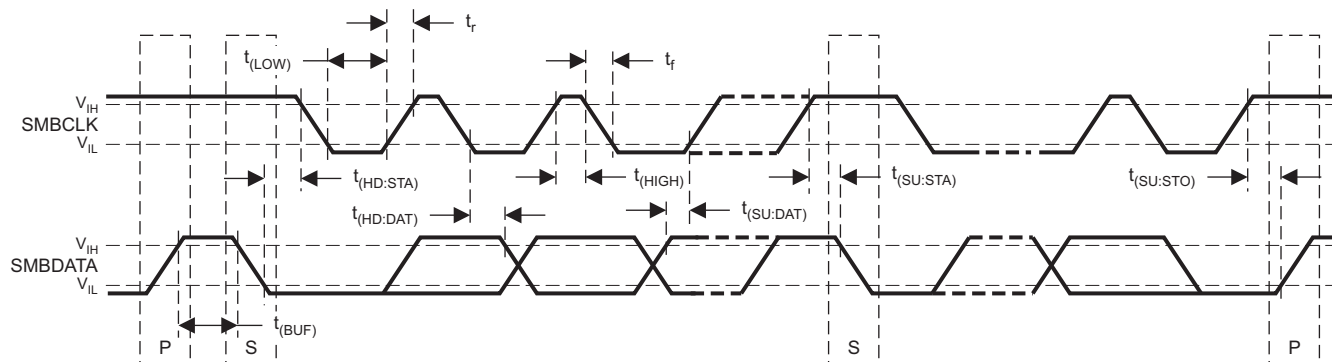 t_r
t_(LOW)
t_f
V_IH
SMBCLK
V_IL
t_(HD:STA)
t_(HIGH)
t_(SU:STA)
t_(SU:STO)
t_(HD:DAT)
t_(SU:DAT)
V_IH
SMBDATA
V_IL
t_(BUF)
P S S P